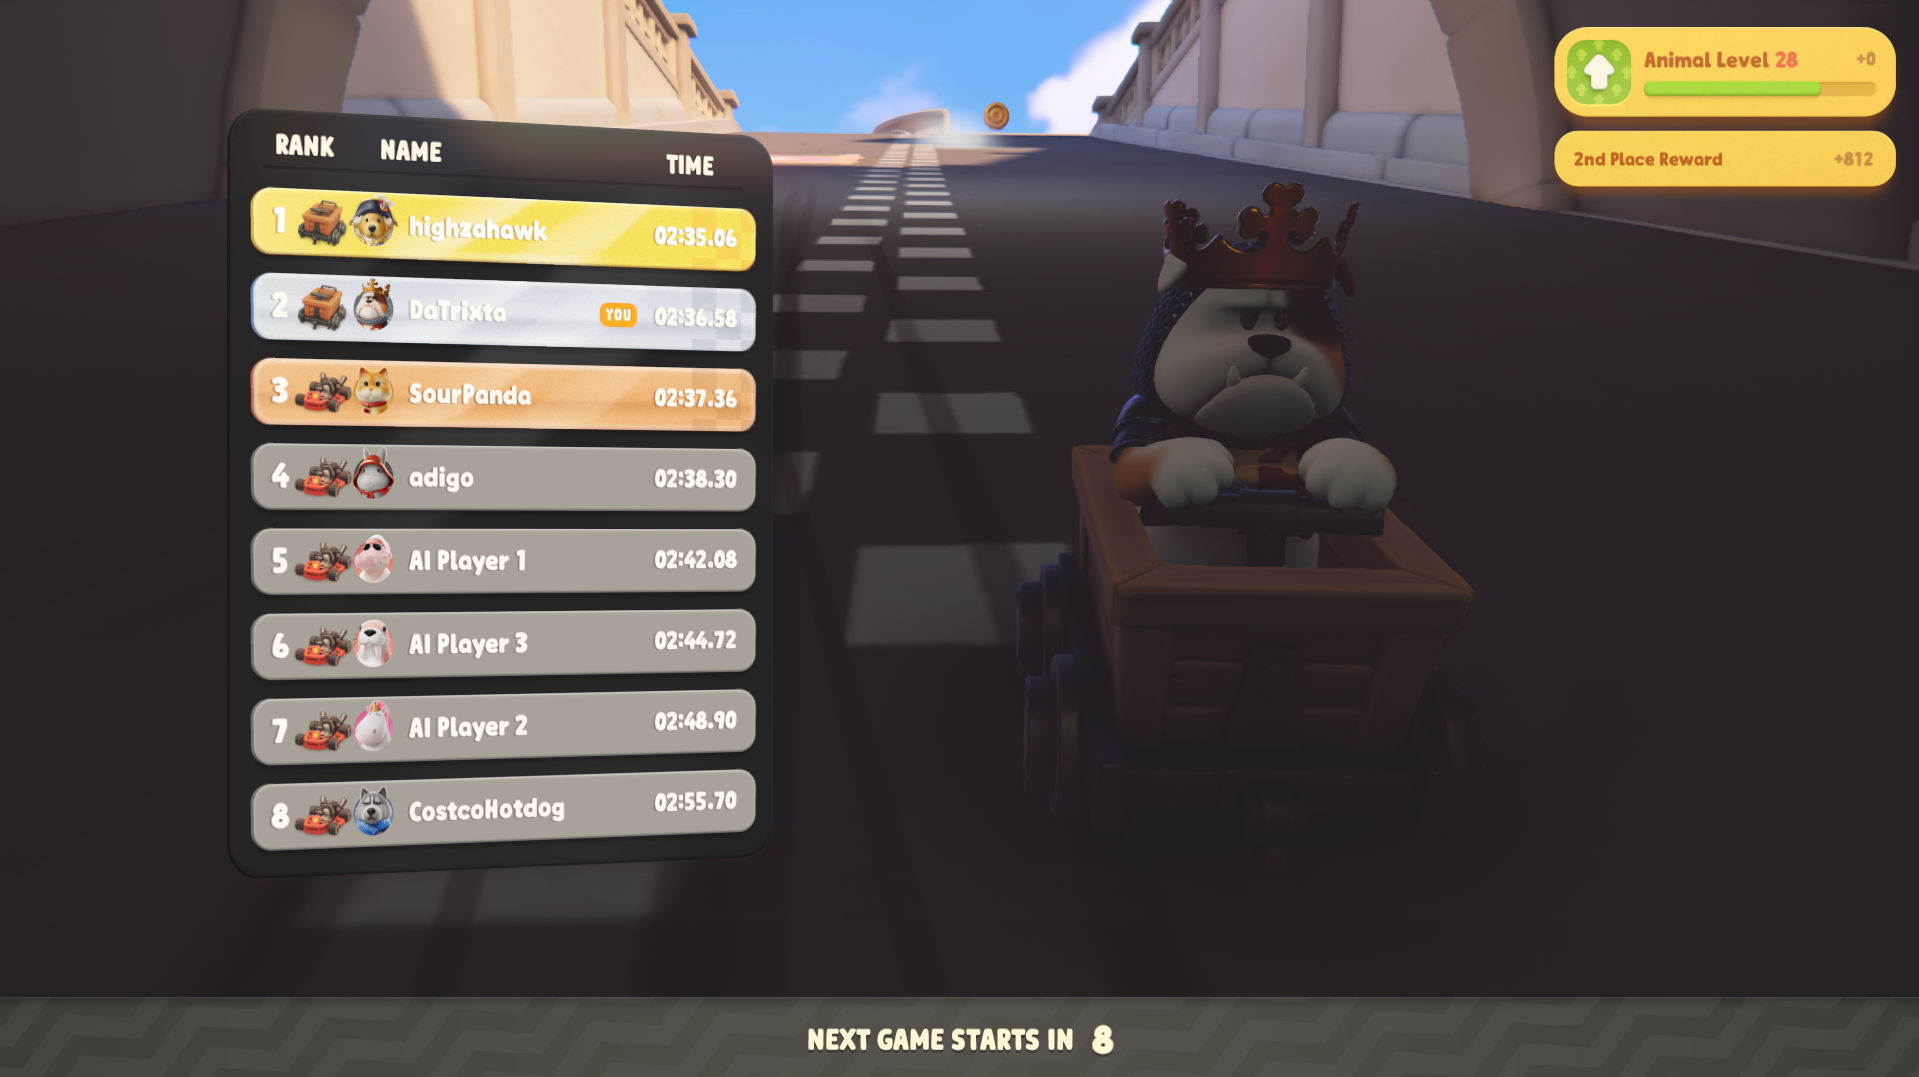 RANK NAME TIME
1 highzahawk 02:35.06
2 DaTrixta YOU 02:36.58
3 SourPanda 02:37.36
4 adigo 02:38.30
5 AI Player 1 02:42.08
6 AI Player 3 02:44.72
7 AI Player 2 02:48.90
8 CostcoHotdog 02:55.70
Animal Level 28 +0
2nd Place Reward +812
NEXT GAME STARTS IN 8